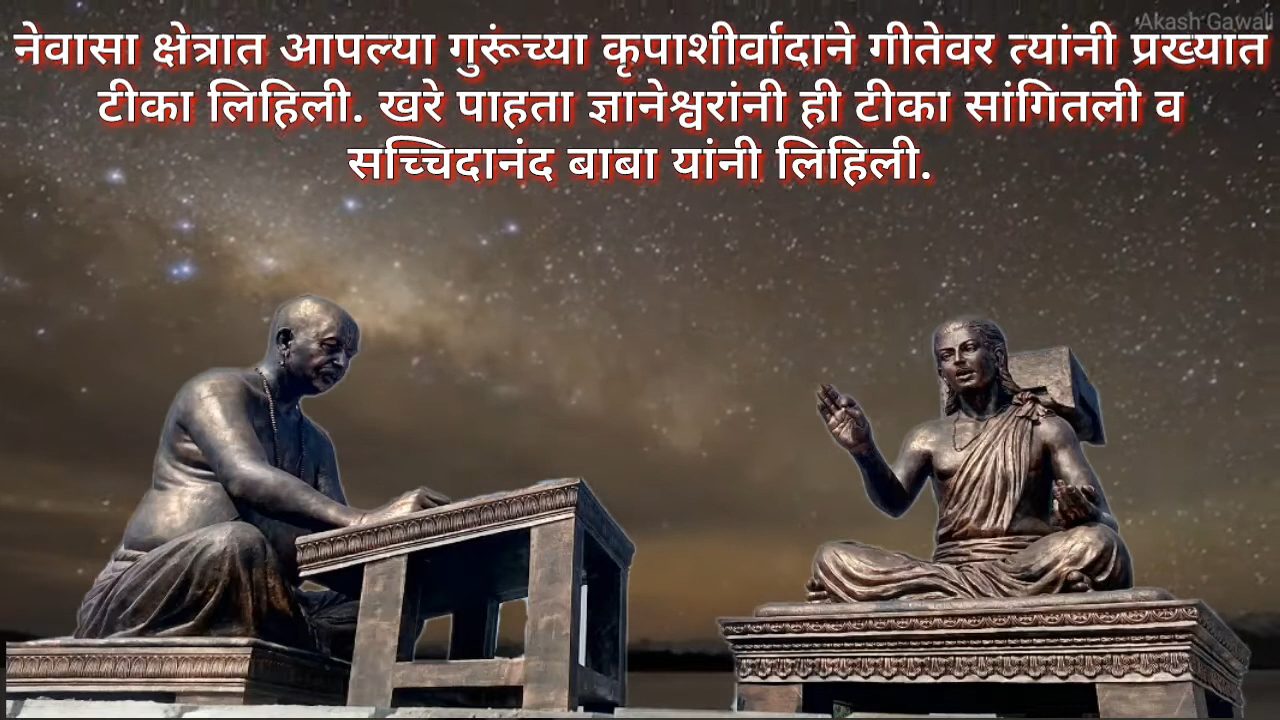 Akash Gawali
नेवासा क्षेत्रात आपल्या गुरूंच्या कृपाशीर्वादाने गीतेवर त्यांनी प्रख्यात
टीका लिहिली. खरे पाहता ज्ञानेश्वरांनी ही टीका सांगितली व
सच्चिदानंद बाबा यांनी लिहिली.